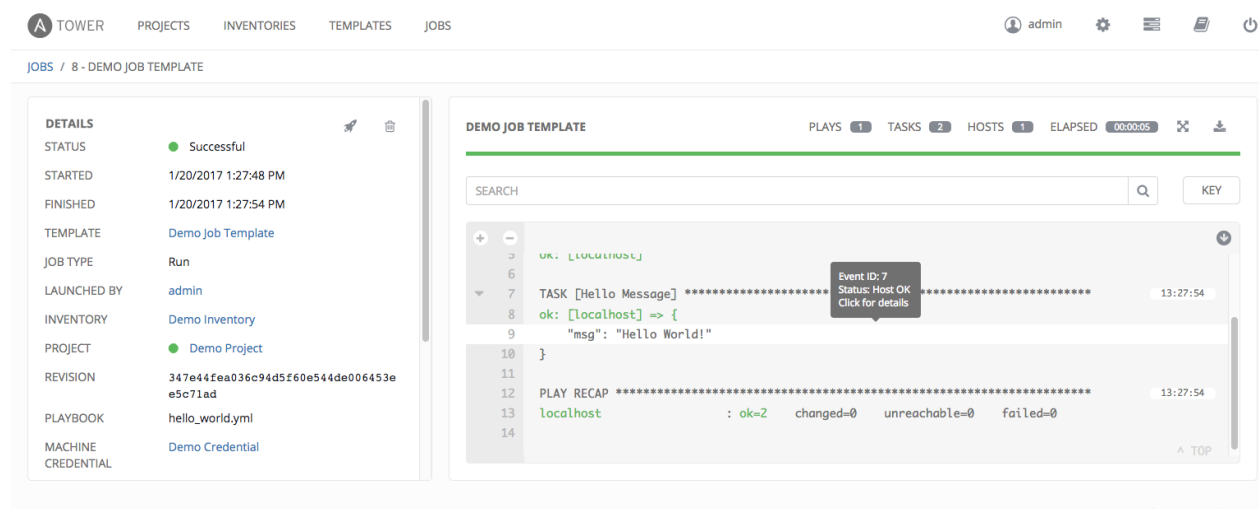 A TOWER PROJECTS INVENTORIES TEMPLATES JOBS admin
JOBS / 8 - DEMO JOB TEMPLATE
DETAILS
STATUS Successful
STARTED 1/20/2017 1:27:48 PM
FINISHED 1/20/2017 1:27:54 PM
TEMPLATE Demo Job Template
JOB TYPE Run
LAUNCHED BY admin
INVENTORY Demo Inventory
PROJECT Demo Project
REVISION 347e44fea036c94d5f60e544de006453e
e5c71ad
PLAYBOOK hello_world.yml
MACHINE Demo Credential
CREDENTIAL
DEMO JOB TEMPLATE PLAYS 1 TASKS 2 HOSTS 1 ELAPSED 00:00:05
SEARCH KEY
5 ok: [localhost]
6
Event ID: 7
Status: Host OK
Click for details
7 TASK [Hello Message] ************************************************************* 13:27:54
8 ok: [localhost] => {
9 "msg": "Hello World!"
10 }
11
12 PLAY RECAP ********************************************************************* 13:27:54
13 localhost : ok=2 changed=0 unreachable=0 failed=0
14
^ TOP